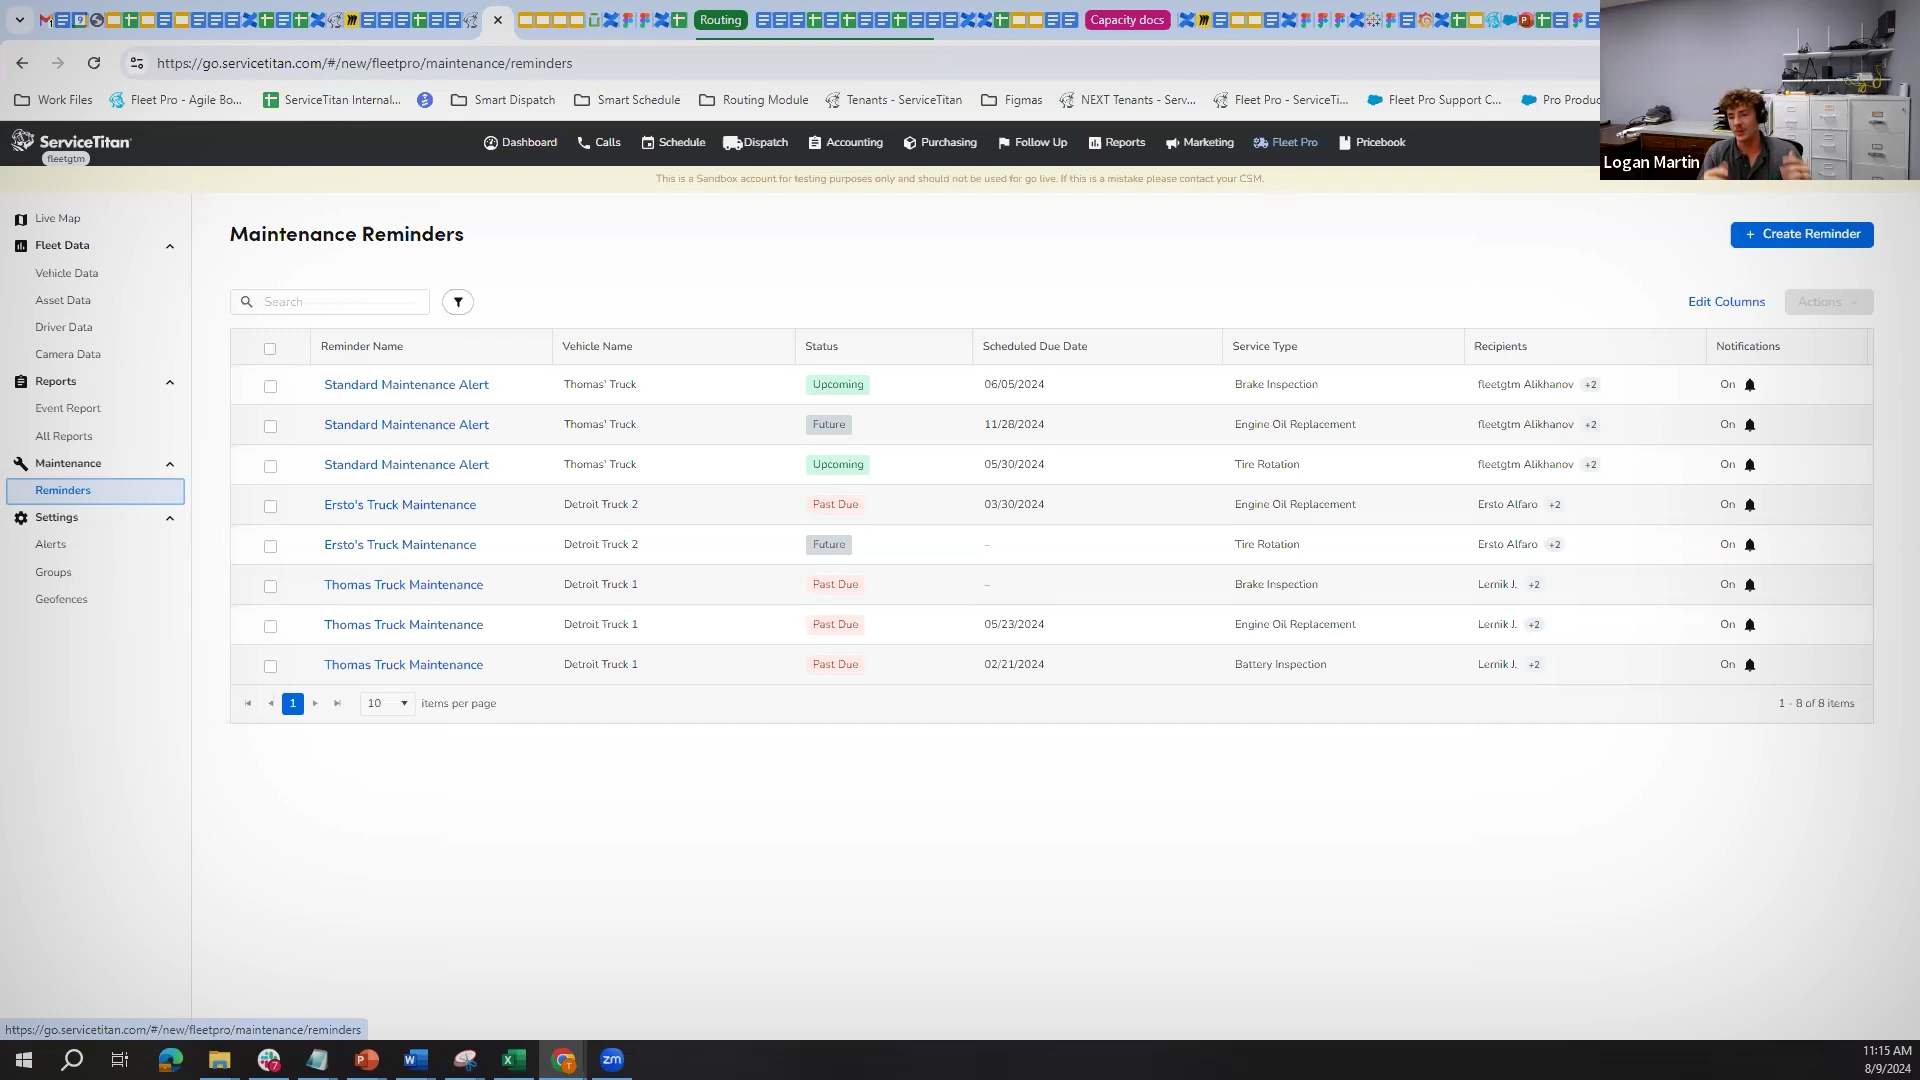 Routing
Capacity docs
https://go.servicetitan.com/#/new/fleetpro/maintenance/reminders
Work Files
Fleet Pro - Agile Bo...
ServiceTitan Internal...
Smart Dispatch
Smart Schedule
Routing Module
Tenants - ServiceTitan
Figmas
NEXT Tenants - Serv...
Fleet Pro - ServiceTi...
Fleet Pro Support C...
Pro Produc
Logan Martin
ServiceTitan
fleetgtm
Dashboard
Calls
Schedule
Dispatch
Accounting
Purchasing
Follow Up
Reports
Marketing
Fleet Pro
Pricebook
This is a Sandbox account for testing purposes only and should not be used for go live. If this is a mistake please contact your CSM.
Live Map
Fleet Data
Vehicle Data
Asset Data
Driver Data
Camera Data
Reports
Event Report
All Reports
Maintenance
Reminders
Settings
Alerts
Groups
Geofences
Maintenance Reminders
+ Create Reminder
Search
Edit Columns
Actions
Reminder Name Vehicle Name Status Scheduled Due Date Service Type Recipients Notifications
Standard Maintenance Alert Thomas' Truck Upcoming 06/05/2024 Brake Inspection fleetgtm Alikhanov +2 On
Standard Maintenance Alert Thomas' Truck Future 11/28/2024 Engine Oil Replacement fleetgtm Alikhanov +2 On
Standard Maintenance Alert Thomas' Truck Upcoming 05/30/2024 Tire Rotation fleetgtm Alikhanov +2 On
Ersto's Truck Maintenance Detroit Truck 2 Past Due 03/30/2024 Engine Oil Replacement Ersto Alfaro +2 On
Ersto's Truck Maintenance Detroit Truck 2 Future – Tire Rotation Ersto Alfaro +2 On
Thomas Truck Maintenance Detroit Truck 1 Past Due – Brake Inspection Lernik J. +2 On
Thomas Truck Maintenance Detroit Truck 1 Past Due 05/23/2024 Engine Oil Replacement Lernik J. +2 On
Thomas Truck Maintenance Detroit Truck 1 Past Due 02/21/2024 Battery Inspection Lernik J. +2 On
1
10
items per page
1 - 8 of 8 items
https://go.servicetitan.com/#/new/fleetpro/maintenance/reminders
zm
11:15 AM
8/9/2024